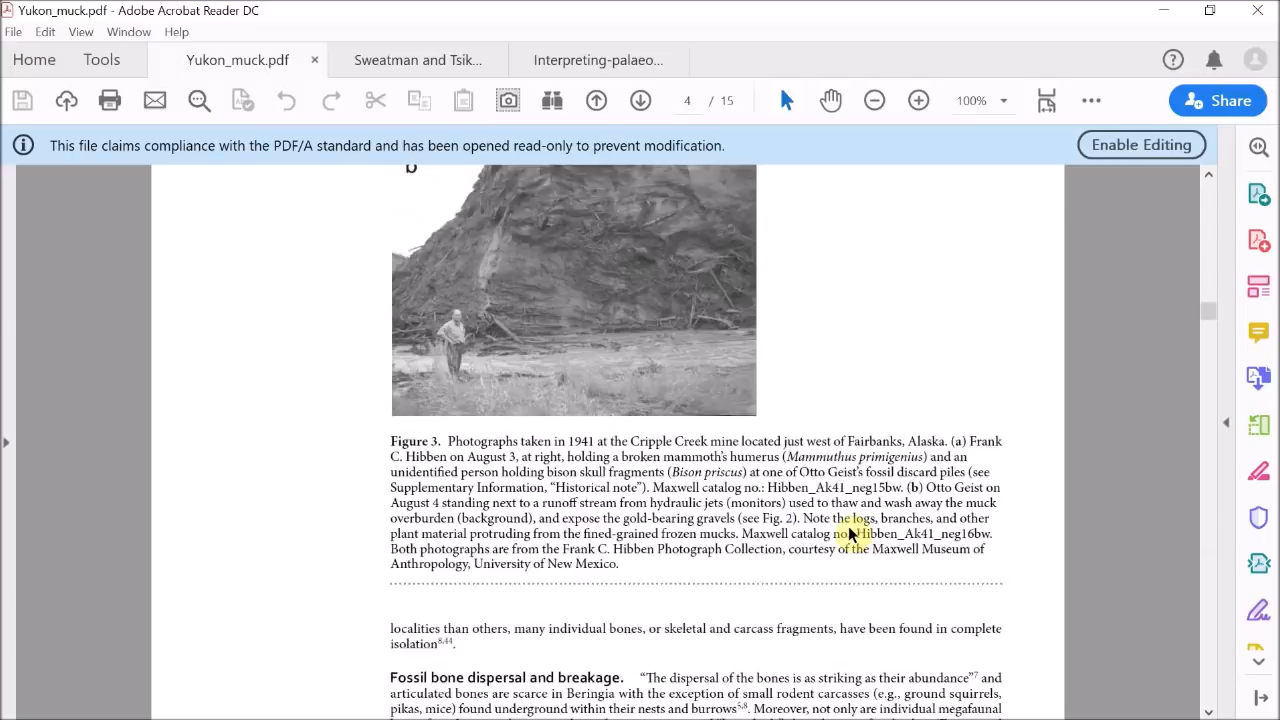 Yukon_muck.pdf - Adobe Acrobat Reader DC
File Edit View Window Help
Home Tools Yukon_muck.pdf × Sweatman and Tsik... Interpreting-palaeo...
4 / 15 100% Share
This file claims compliance with the PDF/A standard and has been opened read-only to prevent modification. Enable Editing
b
Figure 3. Photographs taken in 1941 at the Cripple Creek mine located just west of Fairbanks, Alaska. (a) Frank
C. Hibben on August 3, at right, holding a broken mammoth's humerus (Mammuthus primigenius) and an
unidentified person holding bison skull fragments (Bison priscus) at one of Otto Geist's fossil discard piles (see
Supplementary Information, "Historical note"). Maxwell catalog no.: Hibben_Ak41_neg15bw. (b) Otto Geist on
August 4 standing next to a runoff stream from hydraulic jets (monitors) used to thaw and wash away the muck
overburden (background), and expose the gold-bearing gravels (see Fig. 2). Note the logs, branches, and other
plant material protruding from the fined-grained frozen mucks. Maxwell catalog no.: Hibben_Ak41_neg16bw.
Both photographs are from the Frank C. Hibben Photograph Collection, courtesy of the Maxwell Museum of
Anthropology, University of New Mexico.
localities than others, many individual bones, or skeletal and carcass fragments, have been found in complete
isolation8,44.
Fossil bone dispersal and breakage. "The dispersal of the bones is as striking as their abundance"7 and
articulated bones are scarce in Beringia with the exception of small rodent carcasses (e.g., ground squirrels,
pikas, mice) found underground within their nests and burrows5,8. Moreover, not only are individual megafaunal